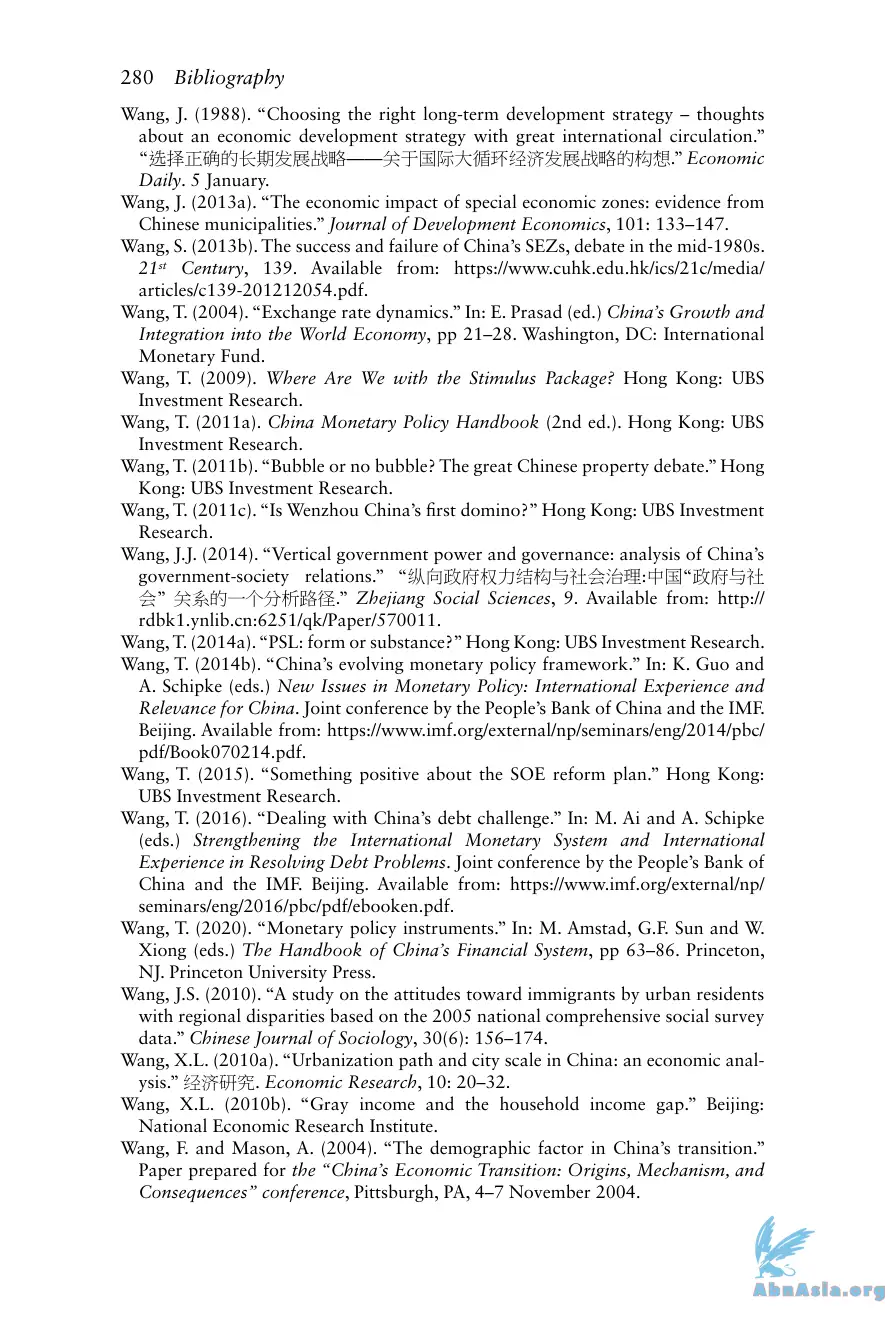 280 Bibliography
Wang, J. (1988). “Choosing the right long-term development strategy – thoughts
about an economic development strategy with great international circulation.”
“选择正确的长期发展战略——关于国际大循环经济发展战略的构想.” Economic
Daily. 5 January.
Wang, J. (2013a). “The economic impact of special economic zones: evidence from
Chinese municipalities.” Journal of Development Economics, 101: 133–147.
Wang, S. (2013b). The success and failure of China’s SEZs, debate in the mid-1980s.
21st Century, 139. Available from: https://www.cuhk.edu.hk/ics/21c/media/
articles/c139-201212054.pdf.
Wang, T. (2004). “Exchange rate dynamics.” In: E. Prasad (ed.) China’s Growth and
Integration into the World Economy, pp 21–28. Washington, DC: International
Monetary Fund.
Wang, T. (2009). Where Are We with the Stimulus Package? Hong Kong: UBS
Investment Research.
Wang, T. (2011a). China Monetary Policy Handbook (2nd ed.). Hong Kong: UBS
Investment Research.
Wang, T. (2011b). “Bubble or no bubble? The great Chinese property debate.” Hong
Kong: UBS Investment Research.
Wang, T. (2011c). “Is Wenzhou China’s first domino?” Hong Kong: UBS Investment
Research.
Wang, J.J. (2014). “Vertical government power and governance: analysis of China’s
government-society relations.” “纵向政府权力结构与社会治理:中国“政府与社
会” 关系的一个分析路径.” Zhejiang Social Sciences, 9. Available from: http://
rdbk1.ynlib.cn:6251/qk/Paper/570011.
Wang, T. (2014a). “PSL: form or substance?” Hong Kong: UBS Investment Research.
Wang, T. (2014b). “China’s evolving monetary policy framework.” In: K. Guo and
A. Schipke (eds.) New Issues in Monetary Policy: International Experience and
Relevance for China. Joint conference by the People’s Bank of China and the IMF.
Beijing. Available from: https://www.imf.org/external/np/seminars/eng/2014/pbc/
pdf/Book070214.pdf.
Wang, T. (2015). “Something positive about the SOE reform plan.” Hong Kong:
UBS Investment Research.
Wang, T. (2016). “Dealing with China’s debt challenge.” In: M. Ai and A. Schipke
(eds.) Strengthening the International Monetary System and International
Experience in Resolving Debt Problems. Joint conference by the People’s Bank of
China and the IMF. Beijing. Available from: https://www.imf.org/external/np/
seminars/eng/2016/pbc/pdf/ebooken.pdf.
Wang, T. (2020). “Monetary policy instruments.” In: M. Amstad, G.F. Sun and W.
Xiong (eds.) The Handbook of China’s Financial System, pp 63–86. Princeton,
NJ. Princeton University Press.
Wang, J.S. (2010). “A study on the attitudes toward immigrants by urban residents
with regional disparities based on the 2005 national comprehensive social survey
data.” Chinese Journal of Sociology, 30(6): 156–174.
Wang, X.L. (2010a). “Urbanization path and city scale in China: an economic anal-
ysis.” 经济研究. Economic Research, 10: 20–32.
Wang, X.L. (2010b). “Gray income and the household income gap.” Beijing:
National Economic Research Institute.
Wang, F. and Mason, A. (2004). “The demographic factor in China’s transition.”
Paper prepared for the “China’s Economic Transition: Origins, Mechanism, and
Consequences” conference, Pittsburgh, PA, 4–7 November 2004.
AbnAsia.org